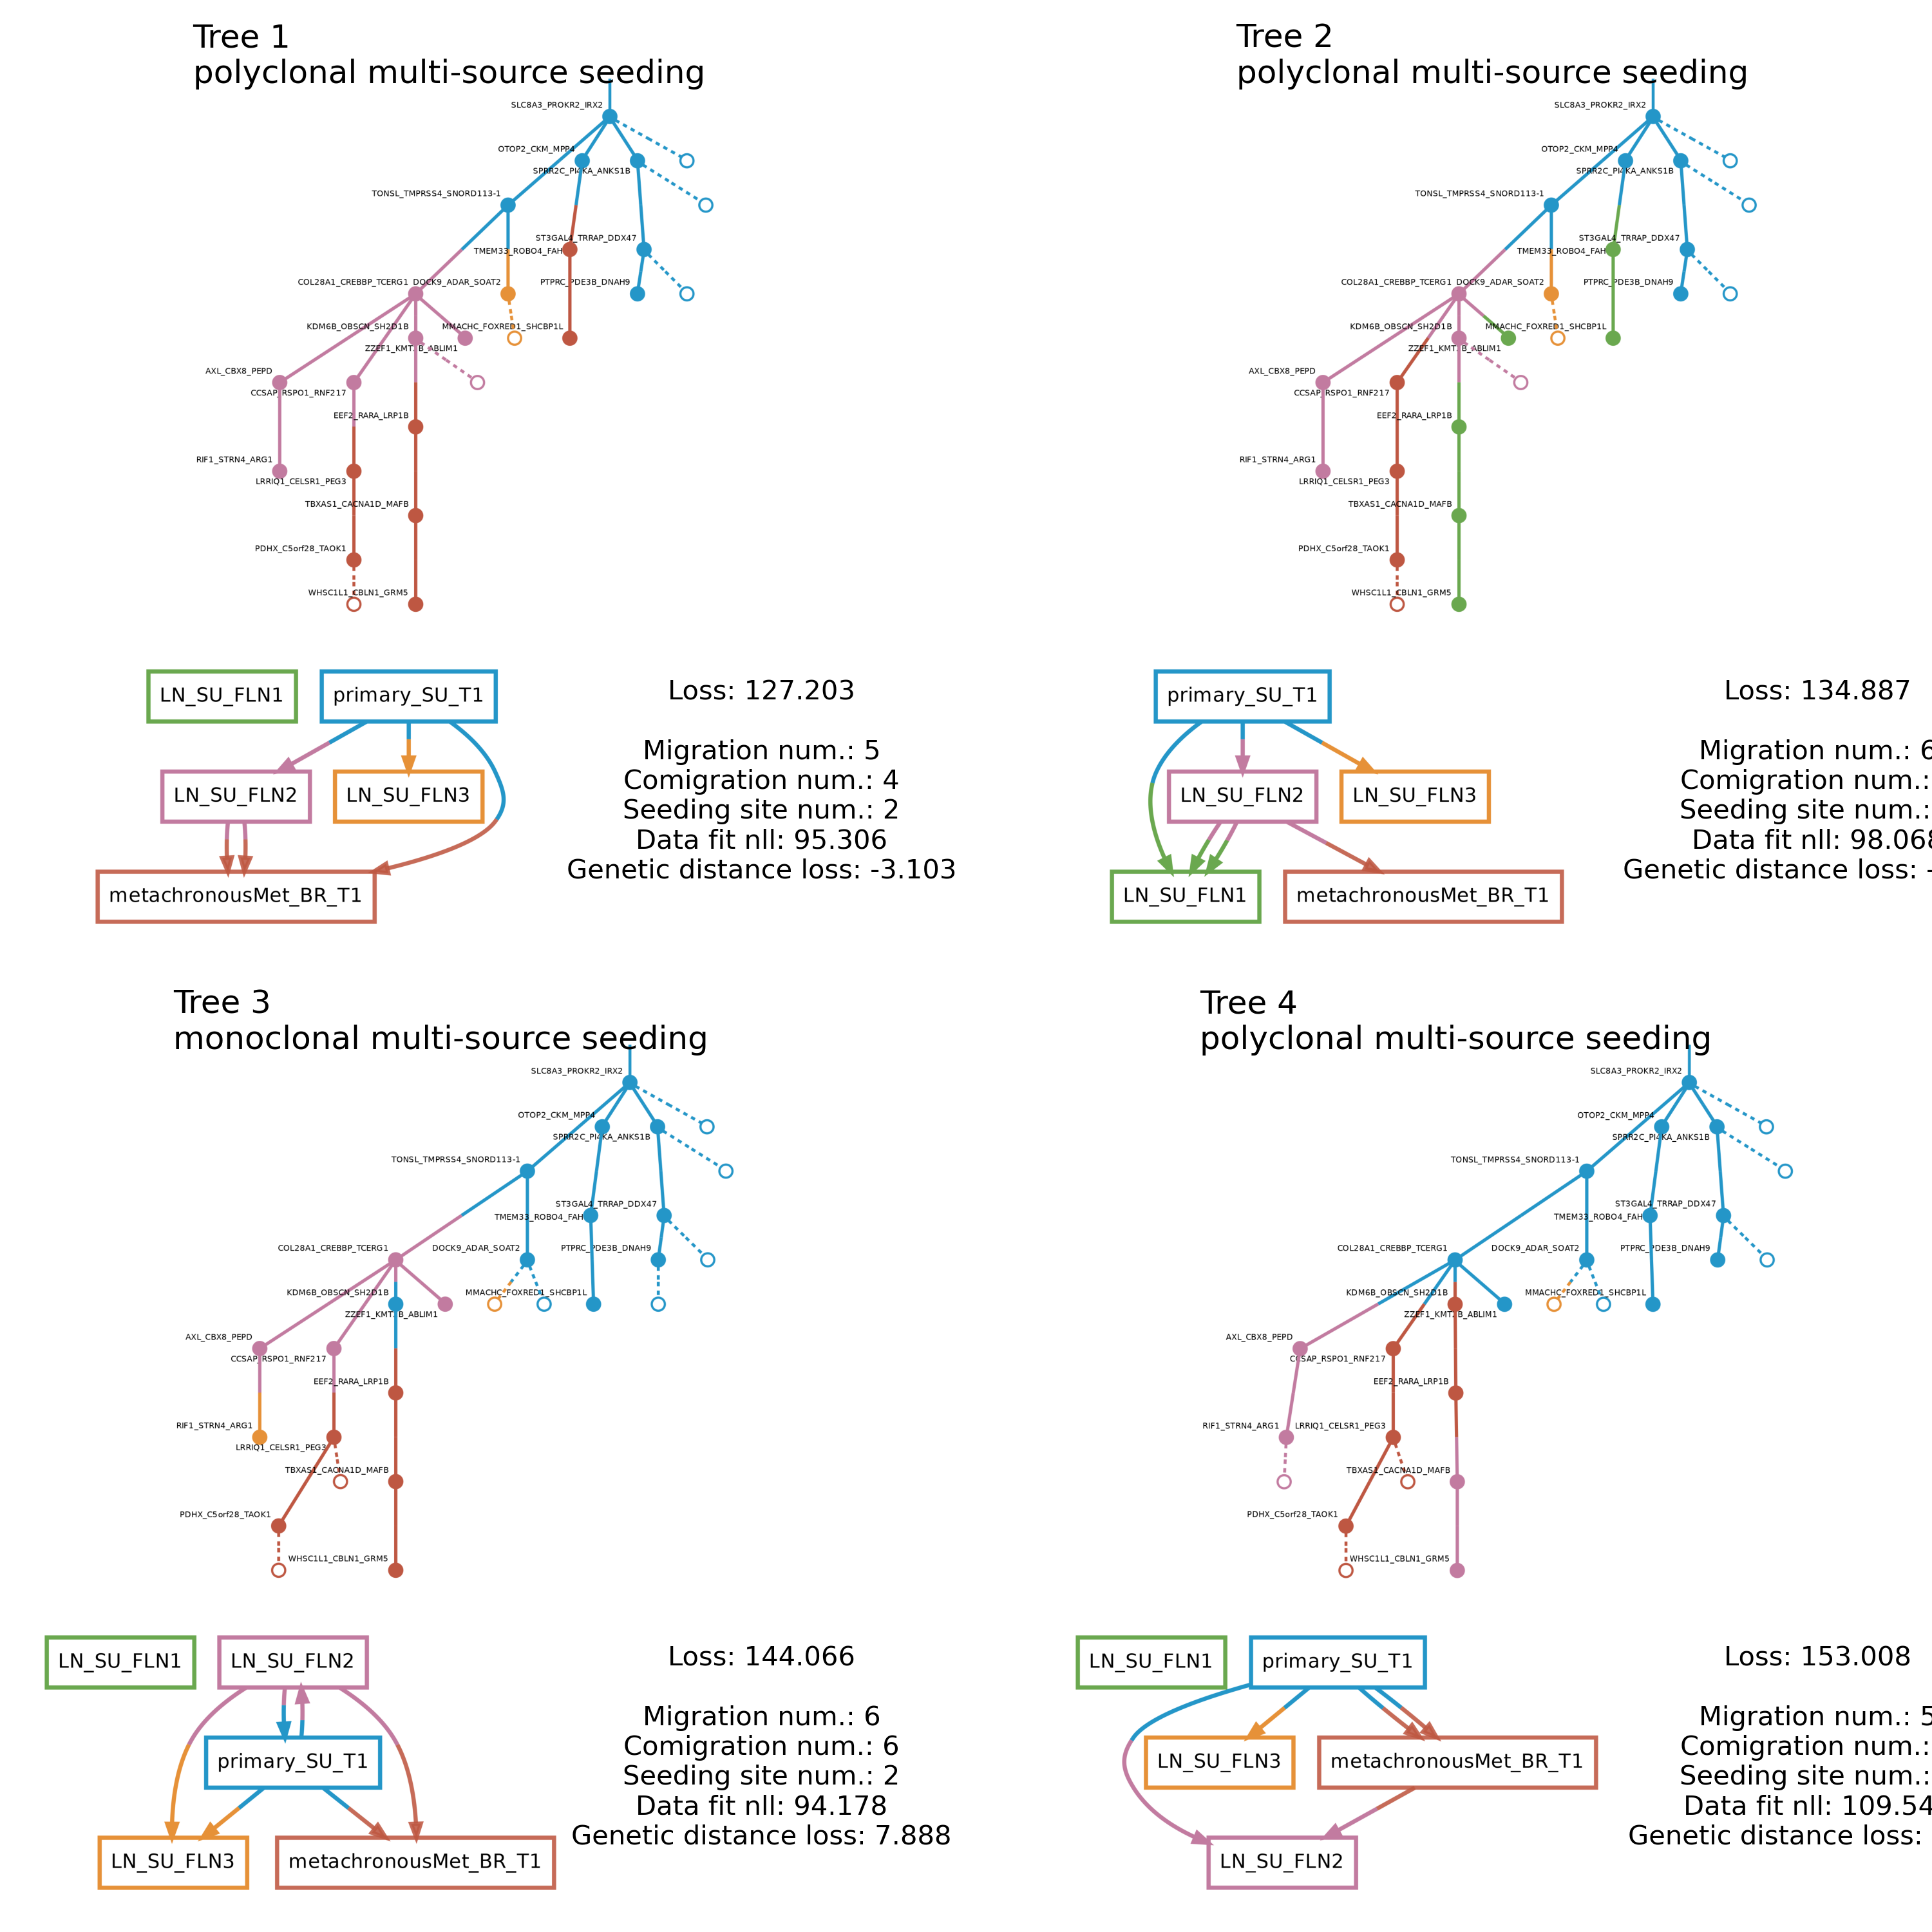 Tree 1
polyclonal multi-source seeding
SLC8A3_PROKR2_IRX2
OTOP2_CKM_MPP4
SPRR2C_PI4KA_ANKS1B
TONSL_TMPRSS4_SNORD113-1
ST3GAL4_TRRAP_DDX47
TMEM33_ROBO4_FAH
COL28A1_CREBBP_TCERG1
DOCK9_ADAR_SOAT2
PTPRC_PDE3B_DNAH9
KDM6B_OBSCN_SH2D1B
MMACHC_FOXRED1_SHCBP1L
ZZEF1_KMT2B_ABLIM1
AXL_CBX8_PEPD
CCSAP_RSPO1_RNF217
EEF2_RARA_LRP1B
RIF1_STRN4_ARG1
LRRIQ1_CELSR1_PEG3
TBXAS1_CACNA1D_MAFB
PDHX_C5orf28_TAOK1
WHSC1L1_CBLN1_GRM5
LN_SU_FLN1
primary_SU_T1
LN_SU_FLN2
LN_SU_FLN3
metachronousMet_BR_T1
Loss: 127.203
Migration num.: 5
Comigration num.: 4
Seeding site num.: 2
Data fit nll: 95.306
Genetic distance loss: -3.103
Tree 2
polyclonal multi-source seeding
SLC8A3_PROKR2_IRX2
OTOP2_CKM_MPP4
SPRR2C_PI4KA_ANKS1B
TONSL_TMPRSS4_SNORD113-1
ST3GAL4_TRRAP_DDX47
TMEM33_ROBO4_FAH
COL28A1_CREBBP_TCERG1
DOCK9_ADAR_SOAT2
PTPRC_PDE3B_DNAH9
KDM6B_OBSCN_SH2D1B
MMACHC_FOXRED1_SHCBP1L
ZZEF1_KMT2B_ABLIM1
AXL_CBX8_PEPD
CCSAP_RSPO1_RNF217
EEF2_RARA_LRP1B
RIF1_STRN4_ARG1
LRRIQ1_CELSR1_PEG3
TBXAS1_CACNA1D_MAFB
PDHX_C5orf28_TAOK1
WHSC1L1_CBLN1_GRM5
primary_SU_T1
LN_SU_FLN2
LN_SU_FLN3
LN_SU_FLN1
metachronousMet_BR_T1
Loss: 134.887
Migration num.: 6
Comigration num.:
Seeding site num.:
Data fit nll: 98.068
Genetic distance loss: -
Tree 3
monoclonal multi-source seeding
SLC8A3_PROKR2_IRX2
OTOP2_CKM_MPP4
SPRR2C_PI4KA_ANKS1B
TONSL_TMPRSS4_SNORD113-1
ST3GAL4_TRRAP_DDX47
TMEM33_ROBO4_FAH
COL28A1_CREBBP_TCERG1
DOCK9_ADAR_SOAT2
PTPRC_PDE3B_DNAH9
KDM6B_OBSCN_SH2D1B
MMACHC_FOXRED1_SHCBP1L
ZZEF1_KMT2B_ABLIM1
AXL_CBX8_PEPD
CCSAP_RSPO1_RNF217
EEF2_RARA_LRP1B
RIF1_STRN4_ARG1
LRRIQ1_CELSR1_PEG3
TBXAS1_CACNA1D_MAFB
PDHX_C5orf28_TAOK1
WHSC1L1_CBLN1_GRM5
LN_SU_FLN1
LN_SU_FLN2
primary_SU_T1
LN_SU_FLN3
metachronousMet_BR_T1
Loss: 144.066
Migration num.: 6
Comigration num.: 6
Seeding site num.: 2
Data fit nll: 94.178
Genetic distance loss: 7.888
Tree 4
polyclonal multi-source seeding
SLC8A3_PROKR2_IRX2
OTOP2_CKM_MPP4
SPRR2C_PI4KA_ANKS1B
TONSL_TMPRSS4_SNORD113-1
ST3GAL4_TRRAP_DDX47
TMEM33_ROBO4_FAH
COL28A1_CREBBP_TCERG1
DOCK9_ADAR_SOAT2
PTPRC_PDE3B_DNAH9
KDM6B_OBSCN_SH2D1B
MMACHC_FOXRED1_SHCBP1L
ZZEF1_KMT2B_ABLIM1
AXL_CBX8_PEPD
CCSAP_RSPO1_RNF217
EEF2_RARA_LRP1B
RIF1_STRN4_ARG1
LRRIQ1_CELSR1_PEG3
TBXAS1_CACNA1D_MAFB
PDHX_C5orf28_TAOK1
WHSC1L1_CBLN1_GRM5
LN_SU_FLN1
primary_SU_T1
LN_SU_FLN3
metachronousMet_BR_T1
LN_SU_FLN2
Loss: 153.008
Migration num.: 5
Comigration num.:
Seeding site num.:
Data fit nll: 109.54
Genetic distance loss: